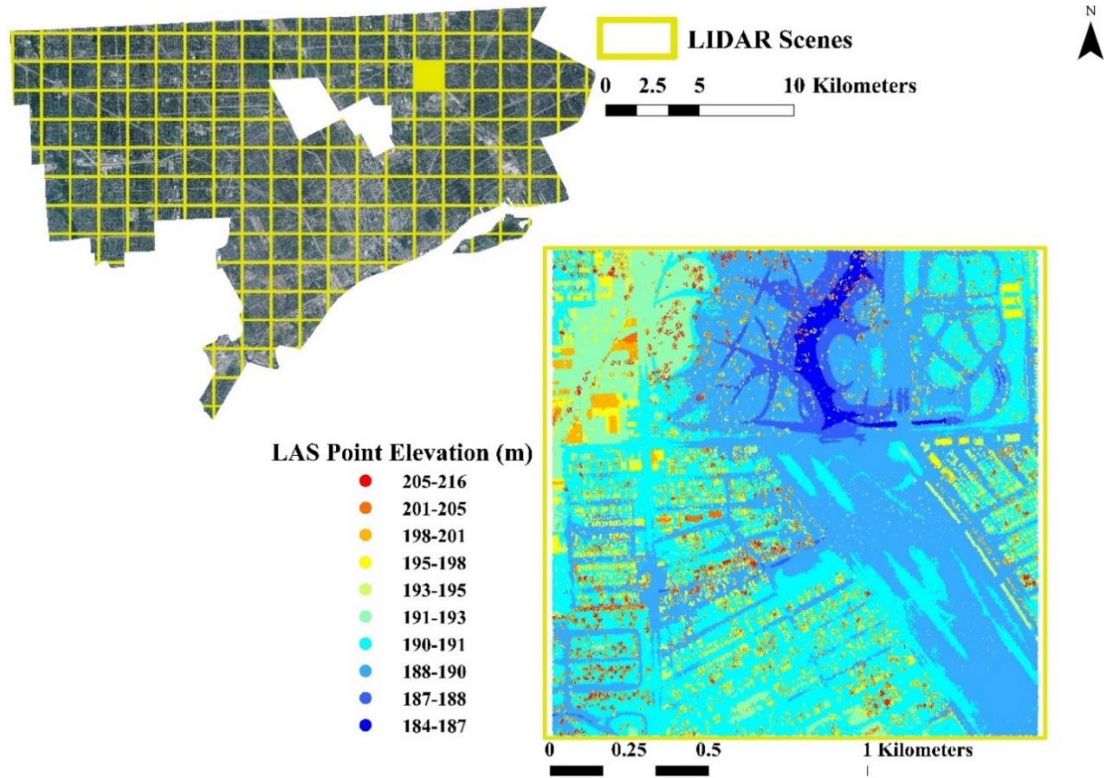 N
LIDAR Scenes
0 2.5 5 10 Kilometers
LAS Point Elevation (m)
205-216
201-205
198-201
195-198
193-195
191-193
190-191
188-190
187-188
184-187
0 0.25 0.5 1 Kilometers